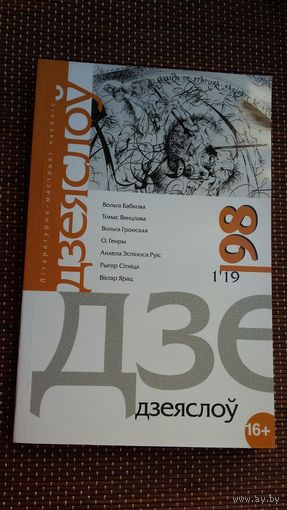 Літаратурна-мастацкі часопіс
дзеяслоў
Вольга Бабкова
Томас Венцлава
Вольга Гронская
О. Генры
Анхела Эспіноса Руіс
Рыгор Сітніца
Віктар Ярац
98
1'19
дзе
дзеяслоў
16+
www.ay.by